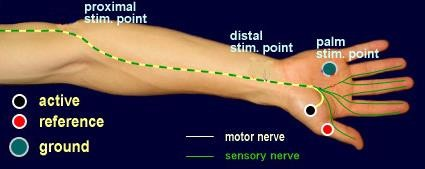 proximal
stim. point
distal
stim. point
palm
stim. point
active
reference
ground
motor nerve
sensory nerve